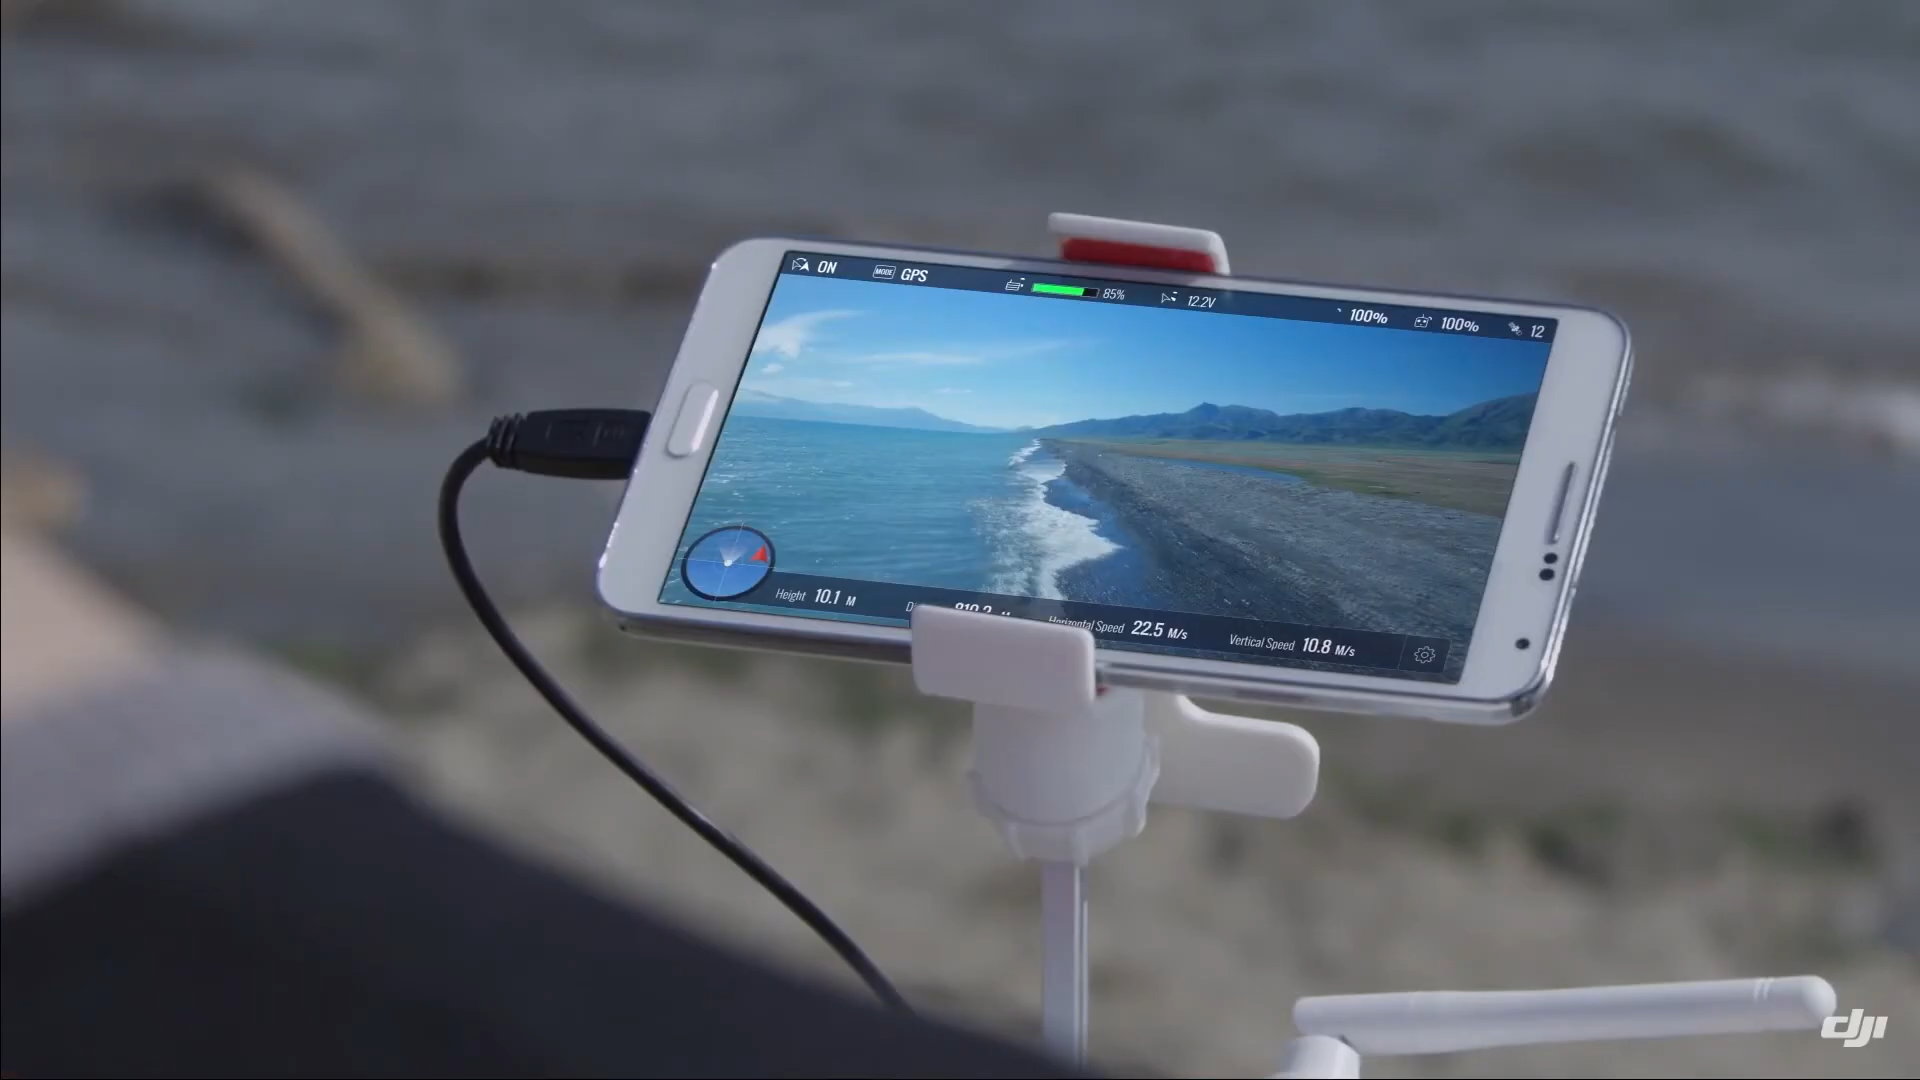 ON MODE GPS 85% 12.2V 100% 100% 12
Height 10.1 M Horizontal Speed 22.5 M/s Vertical Speed 10.8 M/s
dji